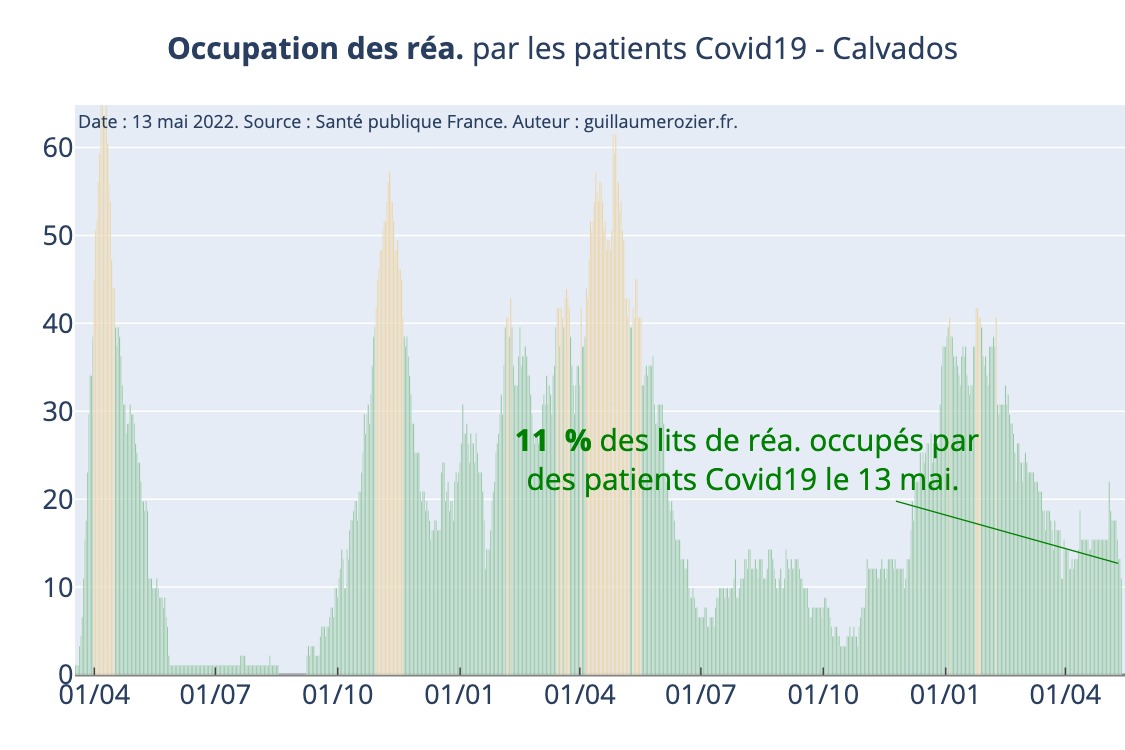 Occupation des réa. par les patients Covid19 - Calvados
Date : 13 mai 2022. Source : Santé publique France. Auteur : guillaumerozier.fr.
60
50
40
30
20
10
0
11 % des lits de réa. occupés par
des patients Covid19 le 13 mai.
01/04 01/07 01/10 01/01 01/04 01/07 01/10 01/01 01/04